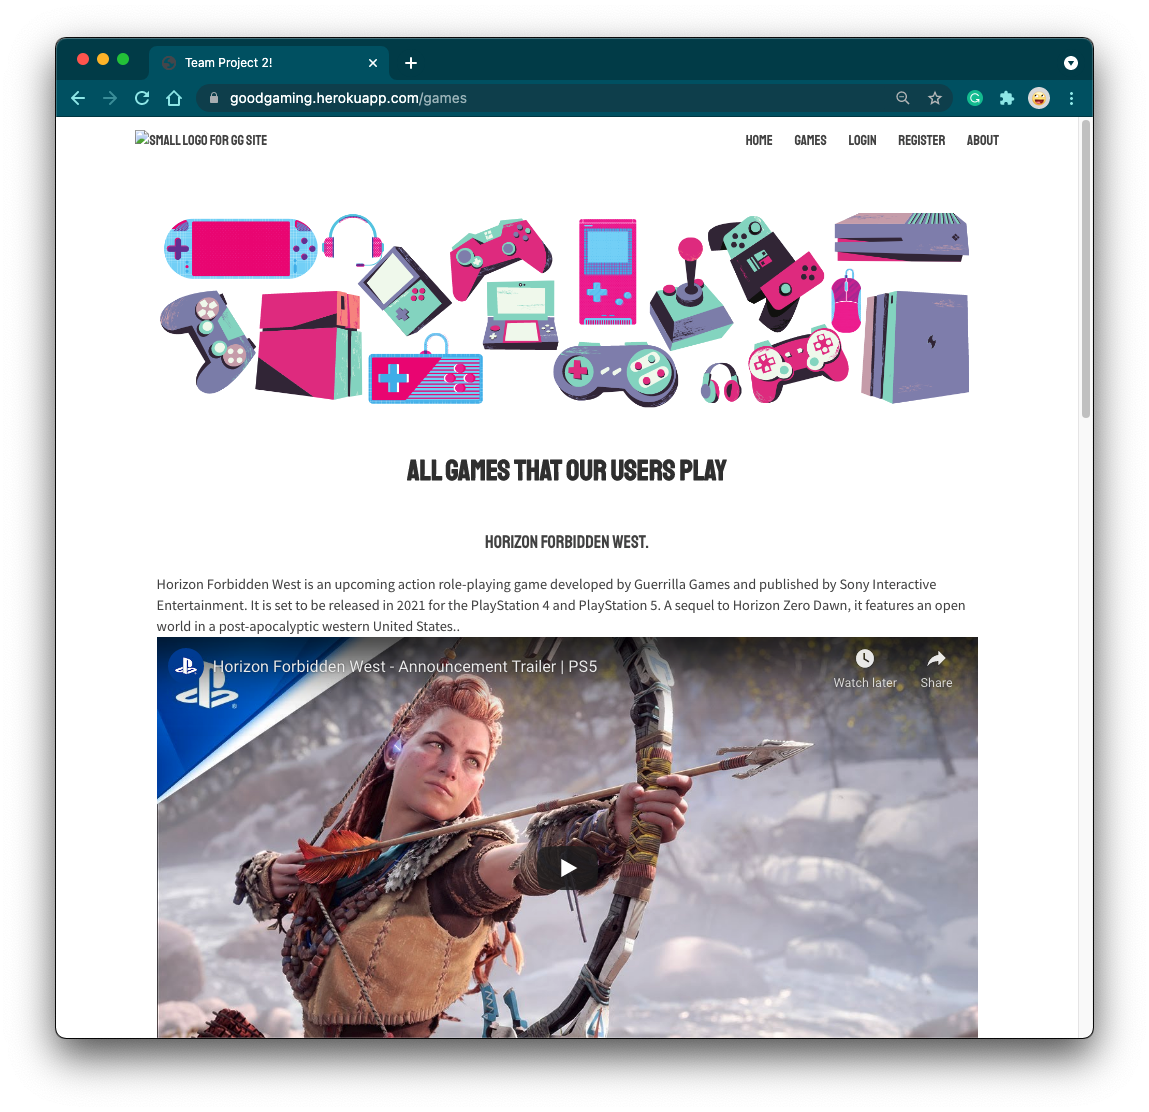 Team Project 2!
goodgaming.herokuapp.com/games
SMALL LOGO FOR GG SITE
HOME GAMES LOGIN REGISTER ABOUT
ALL GAMES THAT OUR USERS PLAY
HORIZON FORBIDDEN WEST.
Horizon Forbidden West is an upcoming action role-playing game developed by Guerrilla Games and published by Sony Interactive
Entertainment. It is set to be released in 2021 for the PlayStation 4 and PlayStation 5. A sequel to Horizon Zero Dawn, it features an open
world in a post-apocalyptic western United States..
Horizon Forbidden West - Announcement Trailer | PS5
Watch later
Share